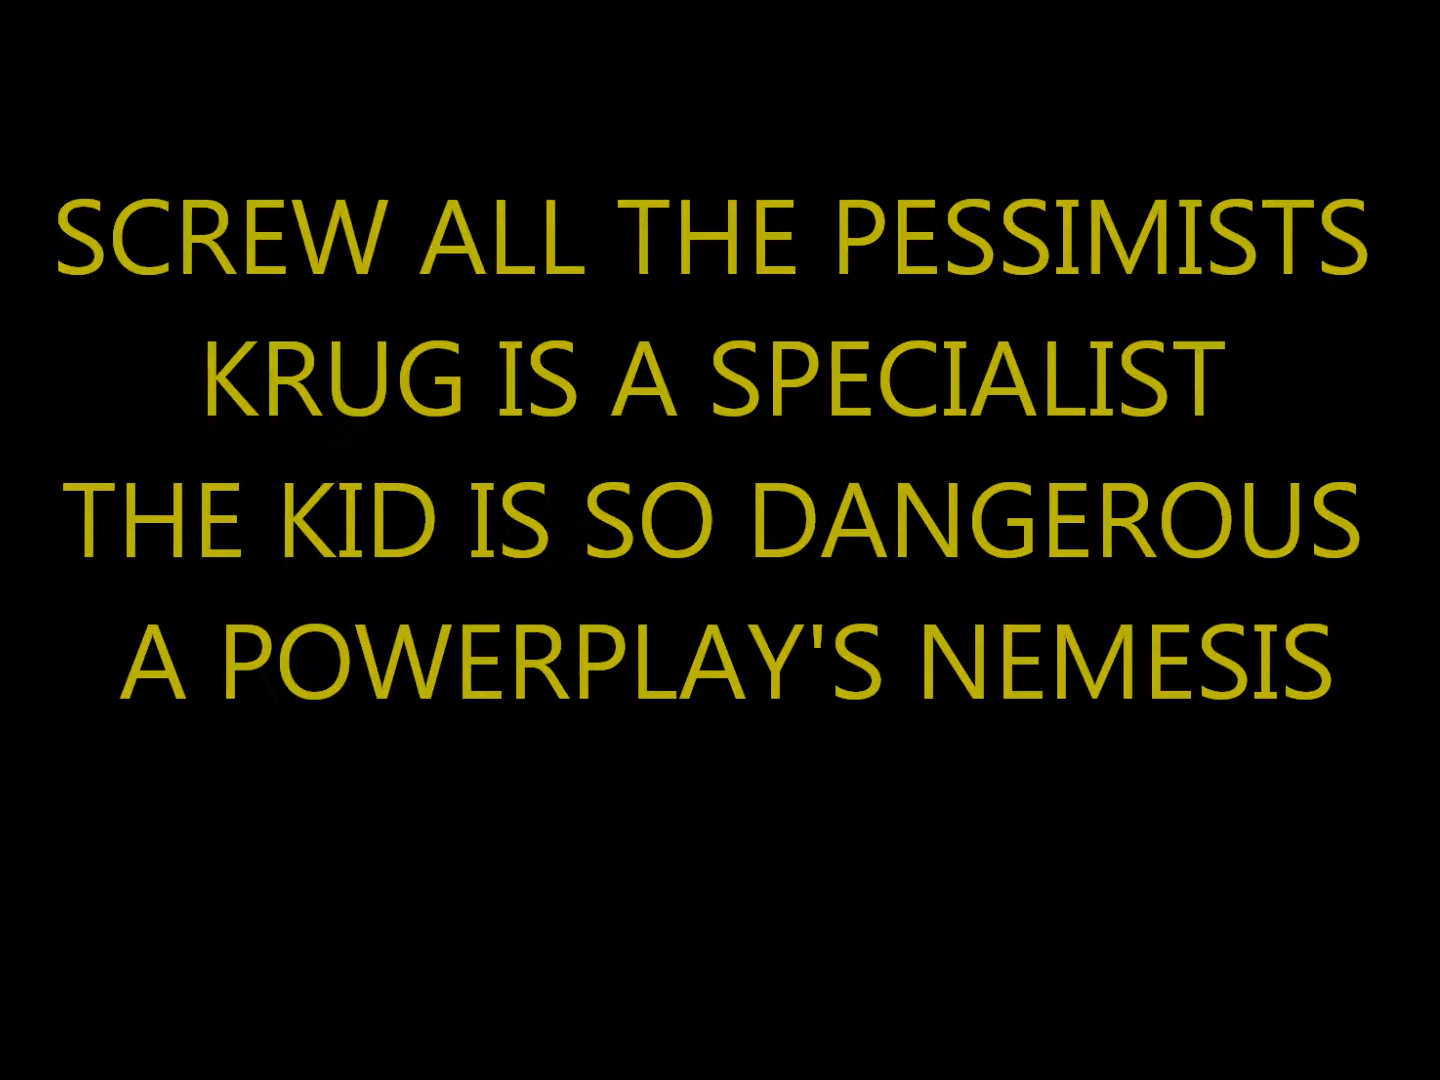 SCREW ALL THE PESSIMISTS
KRUG IS A SPECIALIST
THE KID IS SO DANGEROUS
A POWERPLAY'S NEMESIS